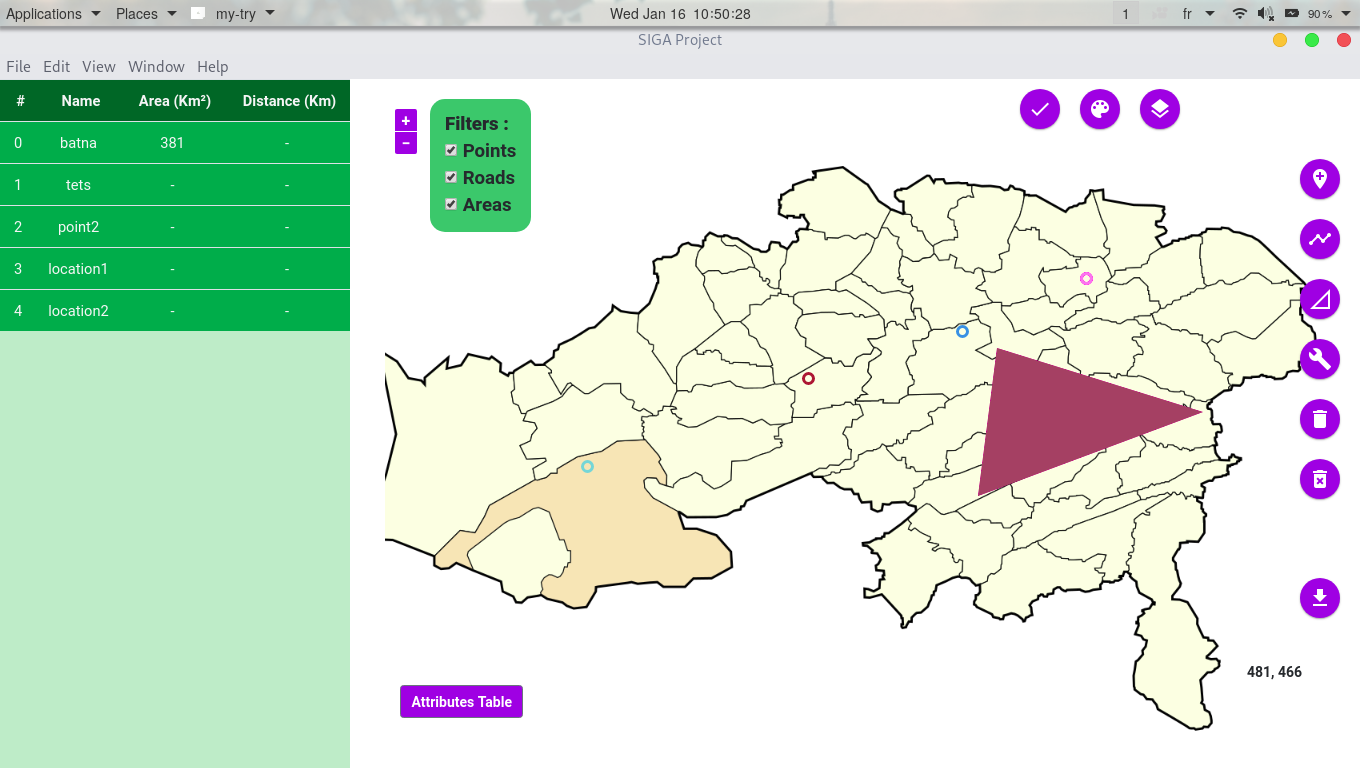 Applications Places my-try Wed Jan 16 10:50:28 1 fr 90%
SIGA Project
File Edit View Window Help
# Name Area (Km²) Distance (Km)
0 batna 381 -
1 tets - -
2 point2 - -
3 location1 - -
4 location2 - -
+
-
Filters :
Points
Roads
Areas
481, 466
Attributes Table